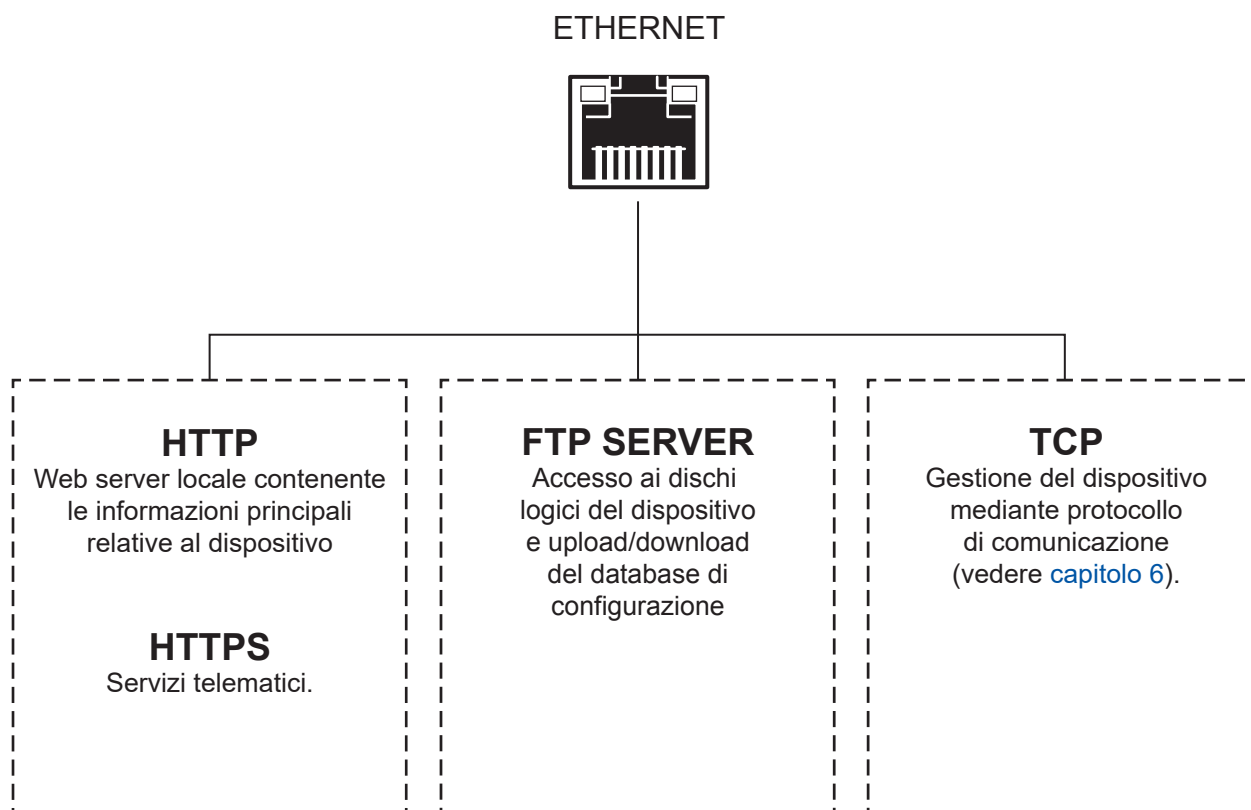 ETHERNET
HTTP
Web server locale contenente
le informazioni principali
relative al dispositivo
HTTPS
Servizi telematici.
FTP SERVER
Accesso ai dischi
logici del dispositivo
e upload/download
del database di
configurazione
TCP
Gestione del dispositivo
mediante protocollo
di comunicazione
(vedere capitolo 6).